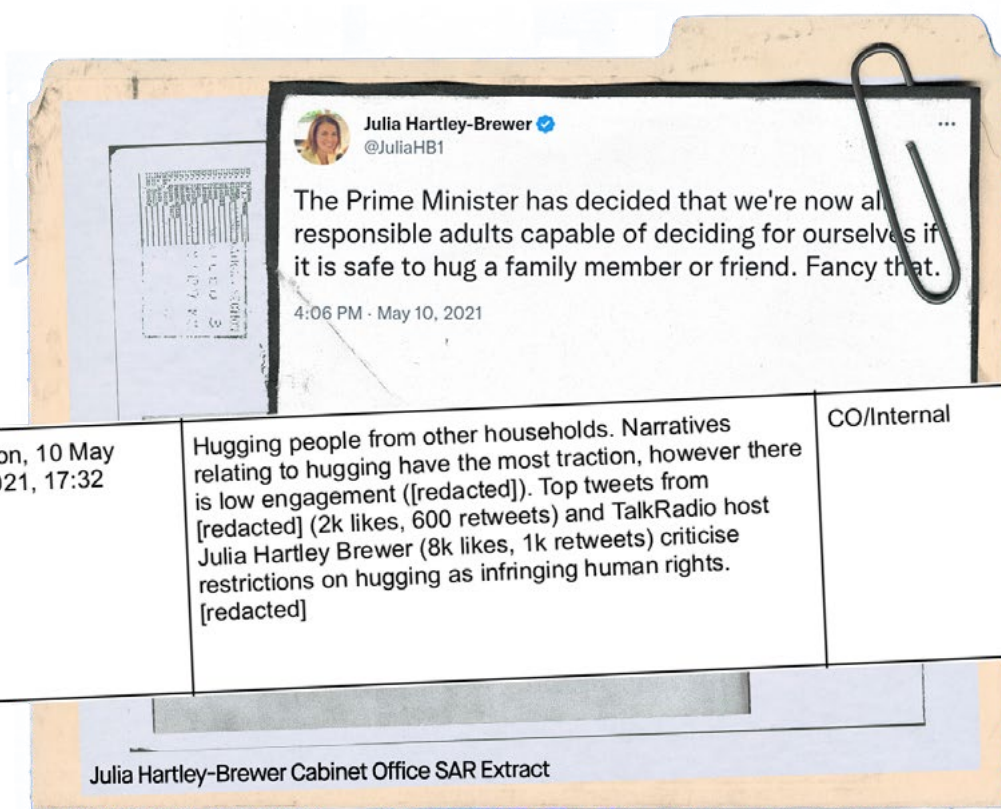 Julia Hartley-Brewer
@JuliaHB1
The Prime Minister has decided that we're now all
responsible adults capable of deciding for ourselves if
it is safe to hug a family member or friend. Fancy that.
4:06 PM · May 10, 2021
on, 10 May
21, 17:32
Hugging people from other households. Narratives
relating to hugging have the most traction, however there
is low engagement ([redacted]). Top tweets from
[redacted] (2k likes, 600 retweets) and TalkRadio host
Julia Hartley Brewer (8k likes, 1k retweets) criticise
restrictions on hugging as infringing human rights.
[redacted]
CO/Internal
Julia Hartley-Brewer Cabinet Office SAR Extract